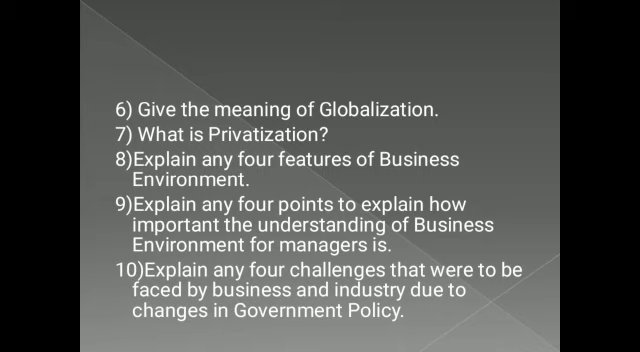 6) Give the meaning of Globalization.
7) What is Privatization?
8)Explain any four features of Business
Environment.
9)Explain any four points to explain how
important the understanding of Business
Environment for managers is.
10)Explain any four challenges that were to be
faced by business and industry due to
changes in Government Policy.